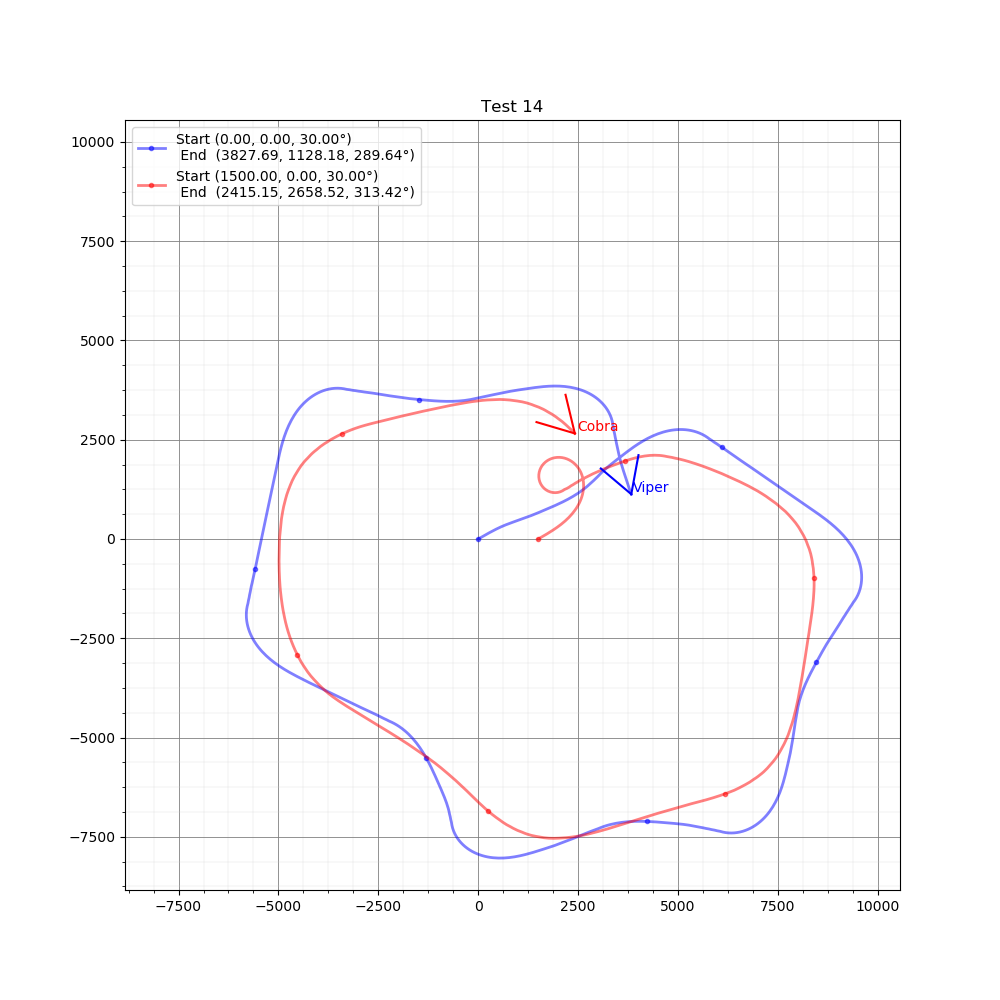 Test 14
Start (0.00, 0.00, 30.00°)
End  (3827.69, 1128.18, 289.64°)
Start (1500.00, 0.00, 30.00°)
End  (2415.15, 2658.52, 313.42°)
10000
7500
5000
2500
0
−2500
−5000
−7500
Cobra
Viper
−7500
−5000
−2500
0
2500
5000
7500
10000